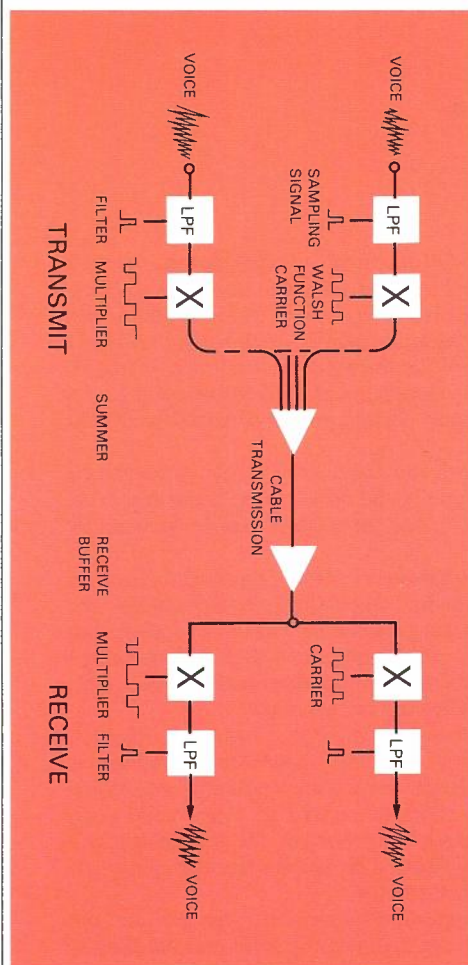 VOICE
LPF
X
X
LPF
VOICE
SAMPLING
SIGNAL
WALSH
FUNCTION
CARRIER
CARRIER
CABLE
TRANSMISSION
VOICE
LPF
X
X
LPF
VOICE
FILTER
MULTIPLIER
SUMMER
RECEIVE
BUFFER
MULTIPLIER
FILTER
TRANSMIT
RECEIVE